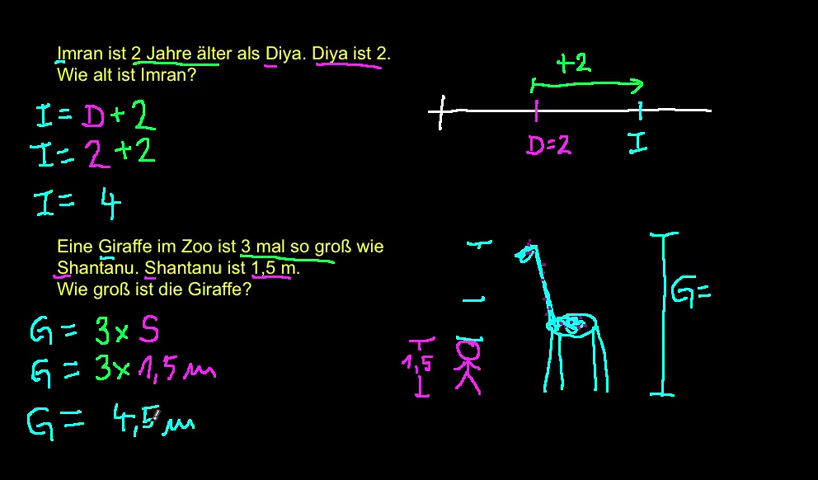 Imran ist 2 Jahre älter als Diya. Diya ist 2.
Wie alt ist Imran?
I = D + 2
I = 2 + 2
I = 4
+2
D=2 I
Eine Giraffe im Zoo ist 3 mal so groß wie
Shantanu. Shantanu ist 1,5 m.
Wie groß ist die Giraffe?
G = 3x S
G = 3x 1,5 m
G = 4,5 m
1,5
G=